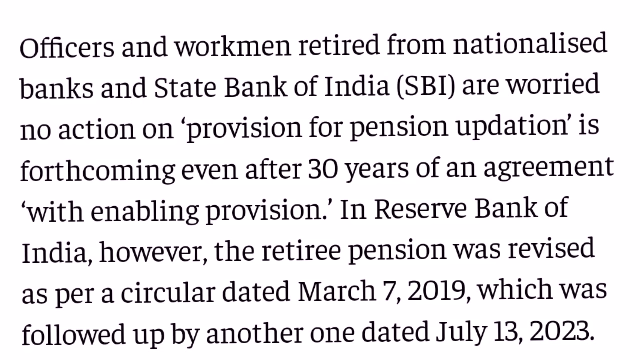 Officers and workmen retired from nationalised
banks and State Bank of India (SBI) are worried
no action on ‘provision for pension updation’ is
forthcoming even after 30 years of an agreement
‘with enabling provision.’ In Reserve Bank of
India, however, the retiree pension was revised
as per a circular dated March 7, 2019, which was
followed up by another one dated July 13, 2023.